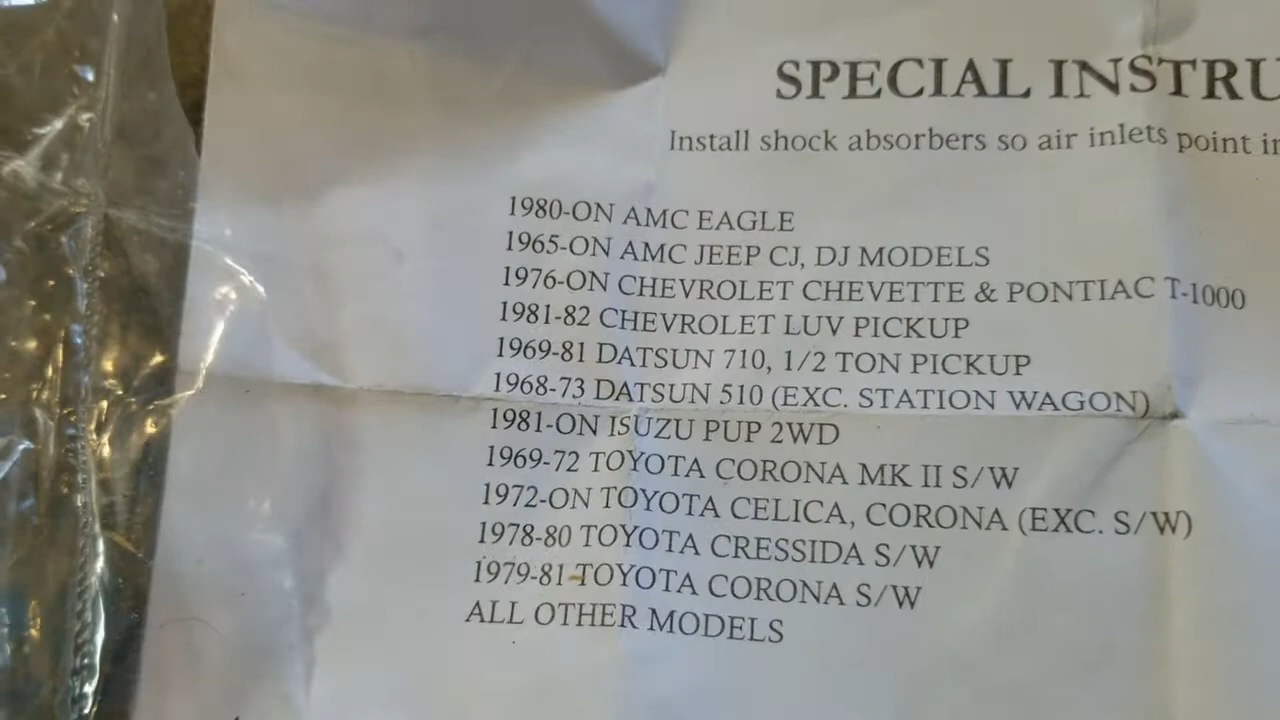 SPECIAL INSTRU
Install shock absorbers so air inlets point in
1980-ON AMC EAGLE
1965-ON AMC JEEP CJ, DJ MODELS
1976-ON CHEVROLET CHEVETTE & PONTIAC T-1000
1981-82 CHEVROLET LUV PICKUP
1969-81 DATSUN 710, 1/2 TON PICKUP
1968-73 DATSUN 510 (EXC. STATION WAGON)
1981-ON ISUZU PUP 2WD
1969-72 TOYOTA CORONA MK II S/W
1972-ON TOYOTA CELICA, CORONA (EXC. S/W)
1978-80 TOYOTA CRESSIDA S/W
1979-81 TOYOTA CORONA S/W
ALL OTHER MODELS